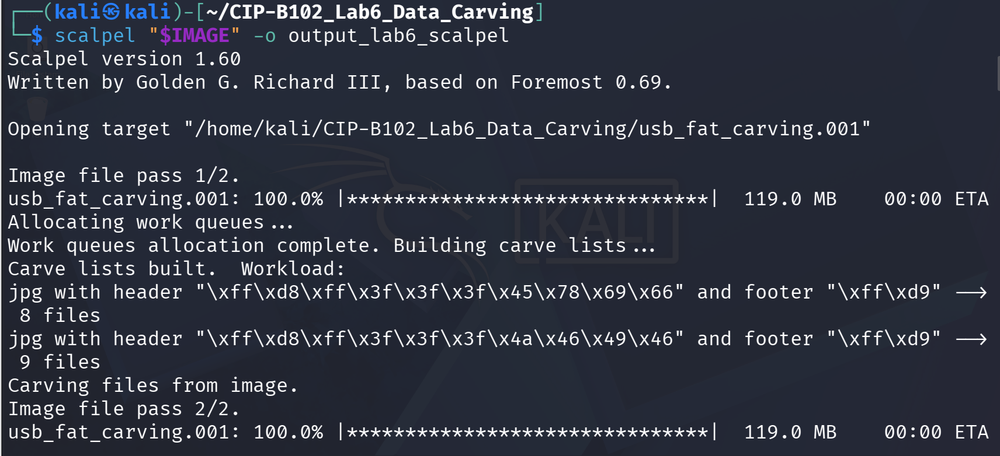 ┌──(kali㉿kali)-[~/CIP-B102_Lab6_Data_Carving]
└─$ scalpel "$IMAGE" -o output_lab6_scalpel
Scalpel version 1.60
Written by Golden G. Richard III, based on Foremost 0.69.
Opening target "/home/kali/CIP-B102_Lab6_Data_Carving/usb_fat_carving.001"
Image file pass 1/2.
usb_fat_carving.001: 100.0% |*******************************|  119.0 MB    00:00 ETA
Allocating work queues...
Work queues allocation complete. Building carve lists...
Carve lists built.  Workload:
jpg with header "\xff\xd8\xff\x3f\x3f\x3f\x45\x78\x69\x66" and footer "\xff\xd9" -->
 8 files
jpg with header "\xff\xd8\xff\x3f\x3f\x3f\x4a\x46\x49\x46" and footer "\xff\xd9" -->
 9 files
Carving files from image.
Image file pass 2/2.
usb_fat_carving.001: 100.0% |*******************************|  119.0 MB    00:00 ETA
KALI